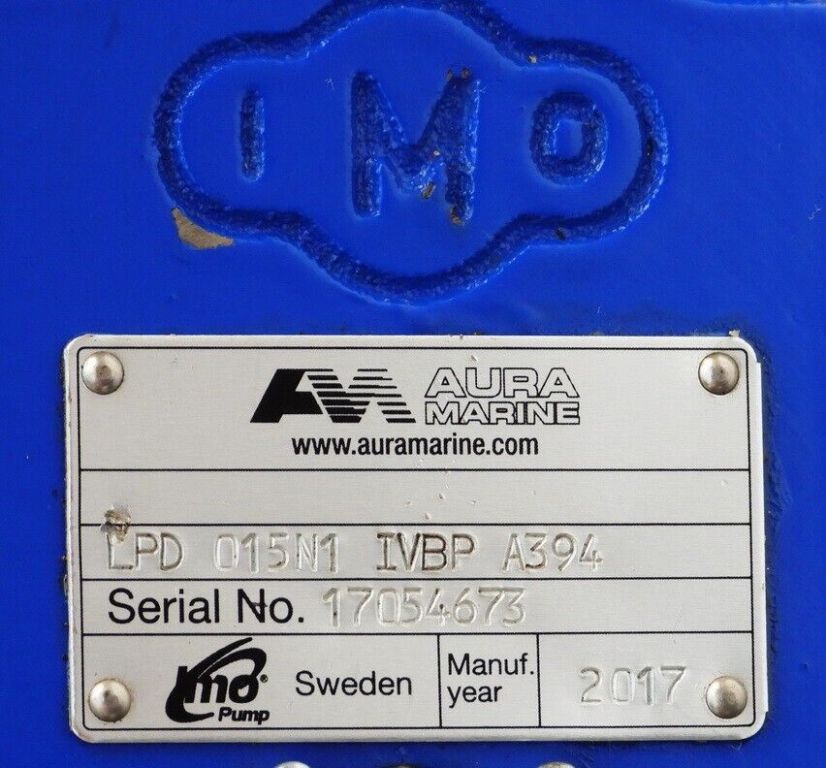 IMO
AURA
MARINE
www.auramarine.com
LPD 015N1 IVBP A394
Serial No. 17054673
Imo®
Pump
Sweden
Manuf.
year
2017